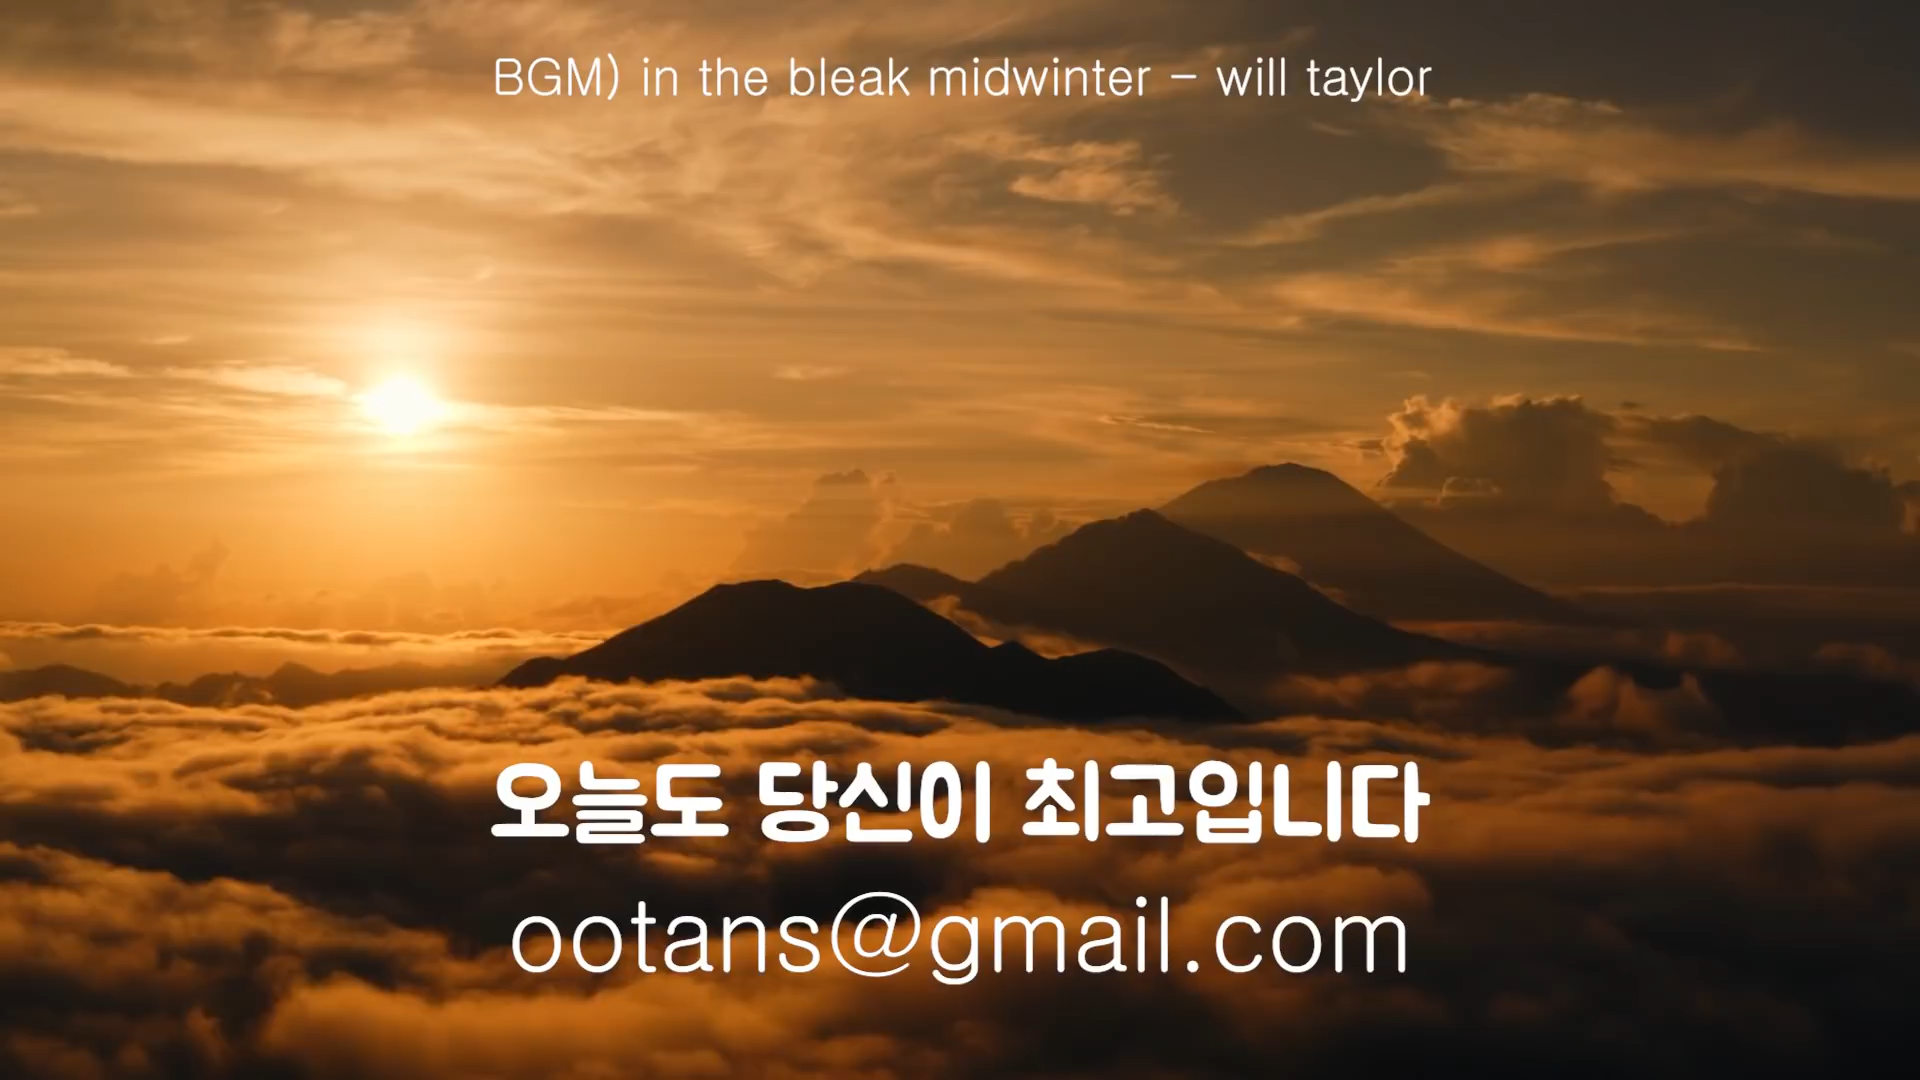 BGM) in the bleak midwinter - will taylor
오늘도 당신이 최고입니다
ootans@gmail.com